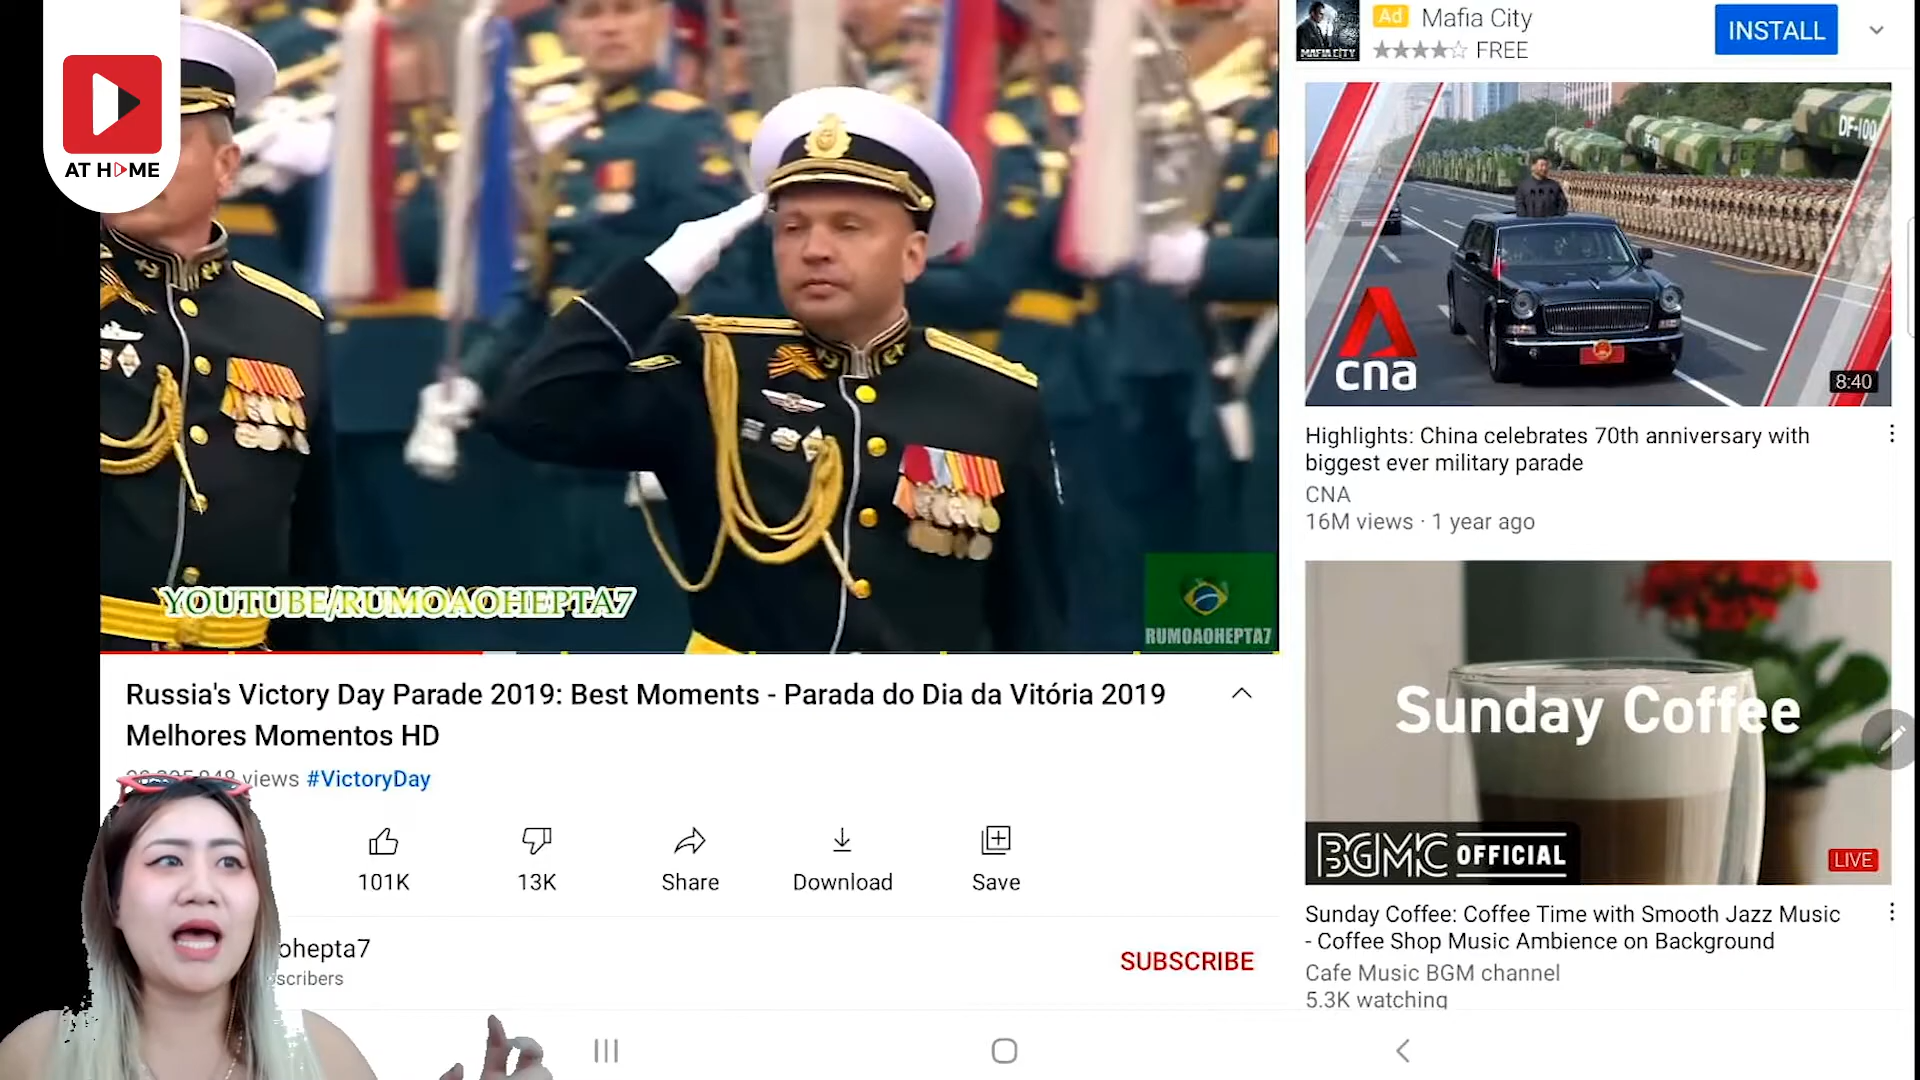 AT HOME
YOUTUBE/RUMOAOHEPTA7
RUMOAOHEPTA7
Russia's Victory Day Parade 2019: Best Moments - Parada do Dia da Vitória 2019
Melhores Momentos HD
views #VictoryDay
101K
13K
Share
Download
Save
ohepta7
scribers
SUBSCRIBE
MAFIA CITY
Ad Mafia City
FREE
INSTALL
DF-100
cna
8:40
Highlights: China celebrates 70th anniversary with
biggest ever military parade
CNA
16M views · 1 year ago
Sunday Coffee
BGMC OFFICIAL
LIVE
Sunday Coffee: Coffee Time with Smooth Jazz Music
- Coffee Shop Music Ambience on Background
Cafe Music BGM channel
5.3K watching